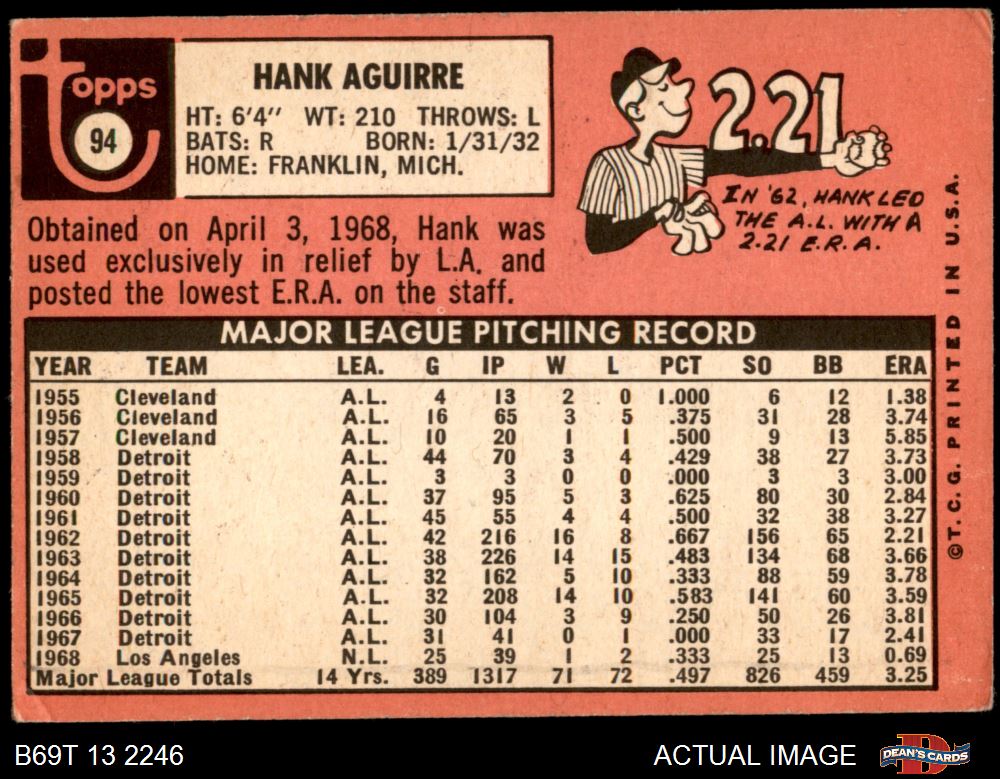 topps
94
HANK AGUIRRE
HT: 6'4" WT: 210 THROWS: L
BATS: R BORN: 1/31/32
HOME: FRANKLIN, MICH.
2.21
IN '62, HANK LED
THE A.L. WITH A
2.21 E.R.A.
Obtained on April 3, 1968, Hank was
used exclusively in relief by L.A. and
posted the lowest E.R.A. on the staff.
MAJOR LEAGUE PITCHING RECORD
YEAR TEAM LEA. G IP W L PCT SO BB ERA
1955 Cleveland A.L. 4 13 2 0 1.000 6 12 1.38
1956 Cleveland A.L. 16 65 3 5 .375 31 28 3.74
1957 Cleveland A.L. 10 20 1 1 .500 9 13 5.85
1958 Detroit A.L. 44 70 3 4 .429 38 27 3.73
1959 Detroit A.L. 3 3 0 0 .000 3 3 3.00
1960 Detroit A.L. 37 95 5 3 .625 80 30 2.84
1961 Detroit A.L. 45 55 4 4 .500 32 38 3.27
1962 Detroit A.L. 42 216 16 8 .667 156 65 2.21
1963 Detroit A.L. 38 226 14 15 .483 134 68 3.66
1964 Detroit A.L. 32 162 5 10 .333 88 59 3.78
1965 Detroit A.L. 32 208 14 10 .583 141 60 3.59
1966 Detroit A.L. 30 104 3 9 .250 50 26 3.81
1967 Detroit A.L. 31 41 0 1 .000 33 17 2.41
1968 Los Angeles N.L. 25 39 1 2 .333 25 13 0.69
Major League Totals 14 Yrs. 389 1317 71 72 .497 826 459 3.25
©T.C.G. PRINTED IN U.S.A.
B69T 13 2246
ACTUAL IMAGE
D
DEAN'S CARDS